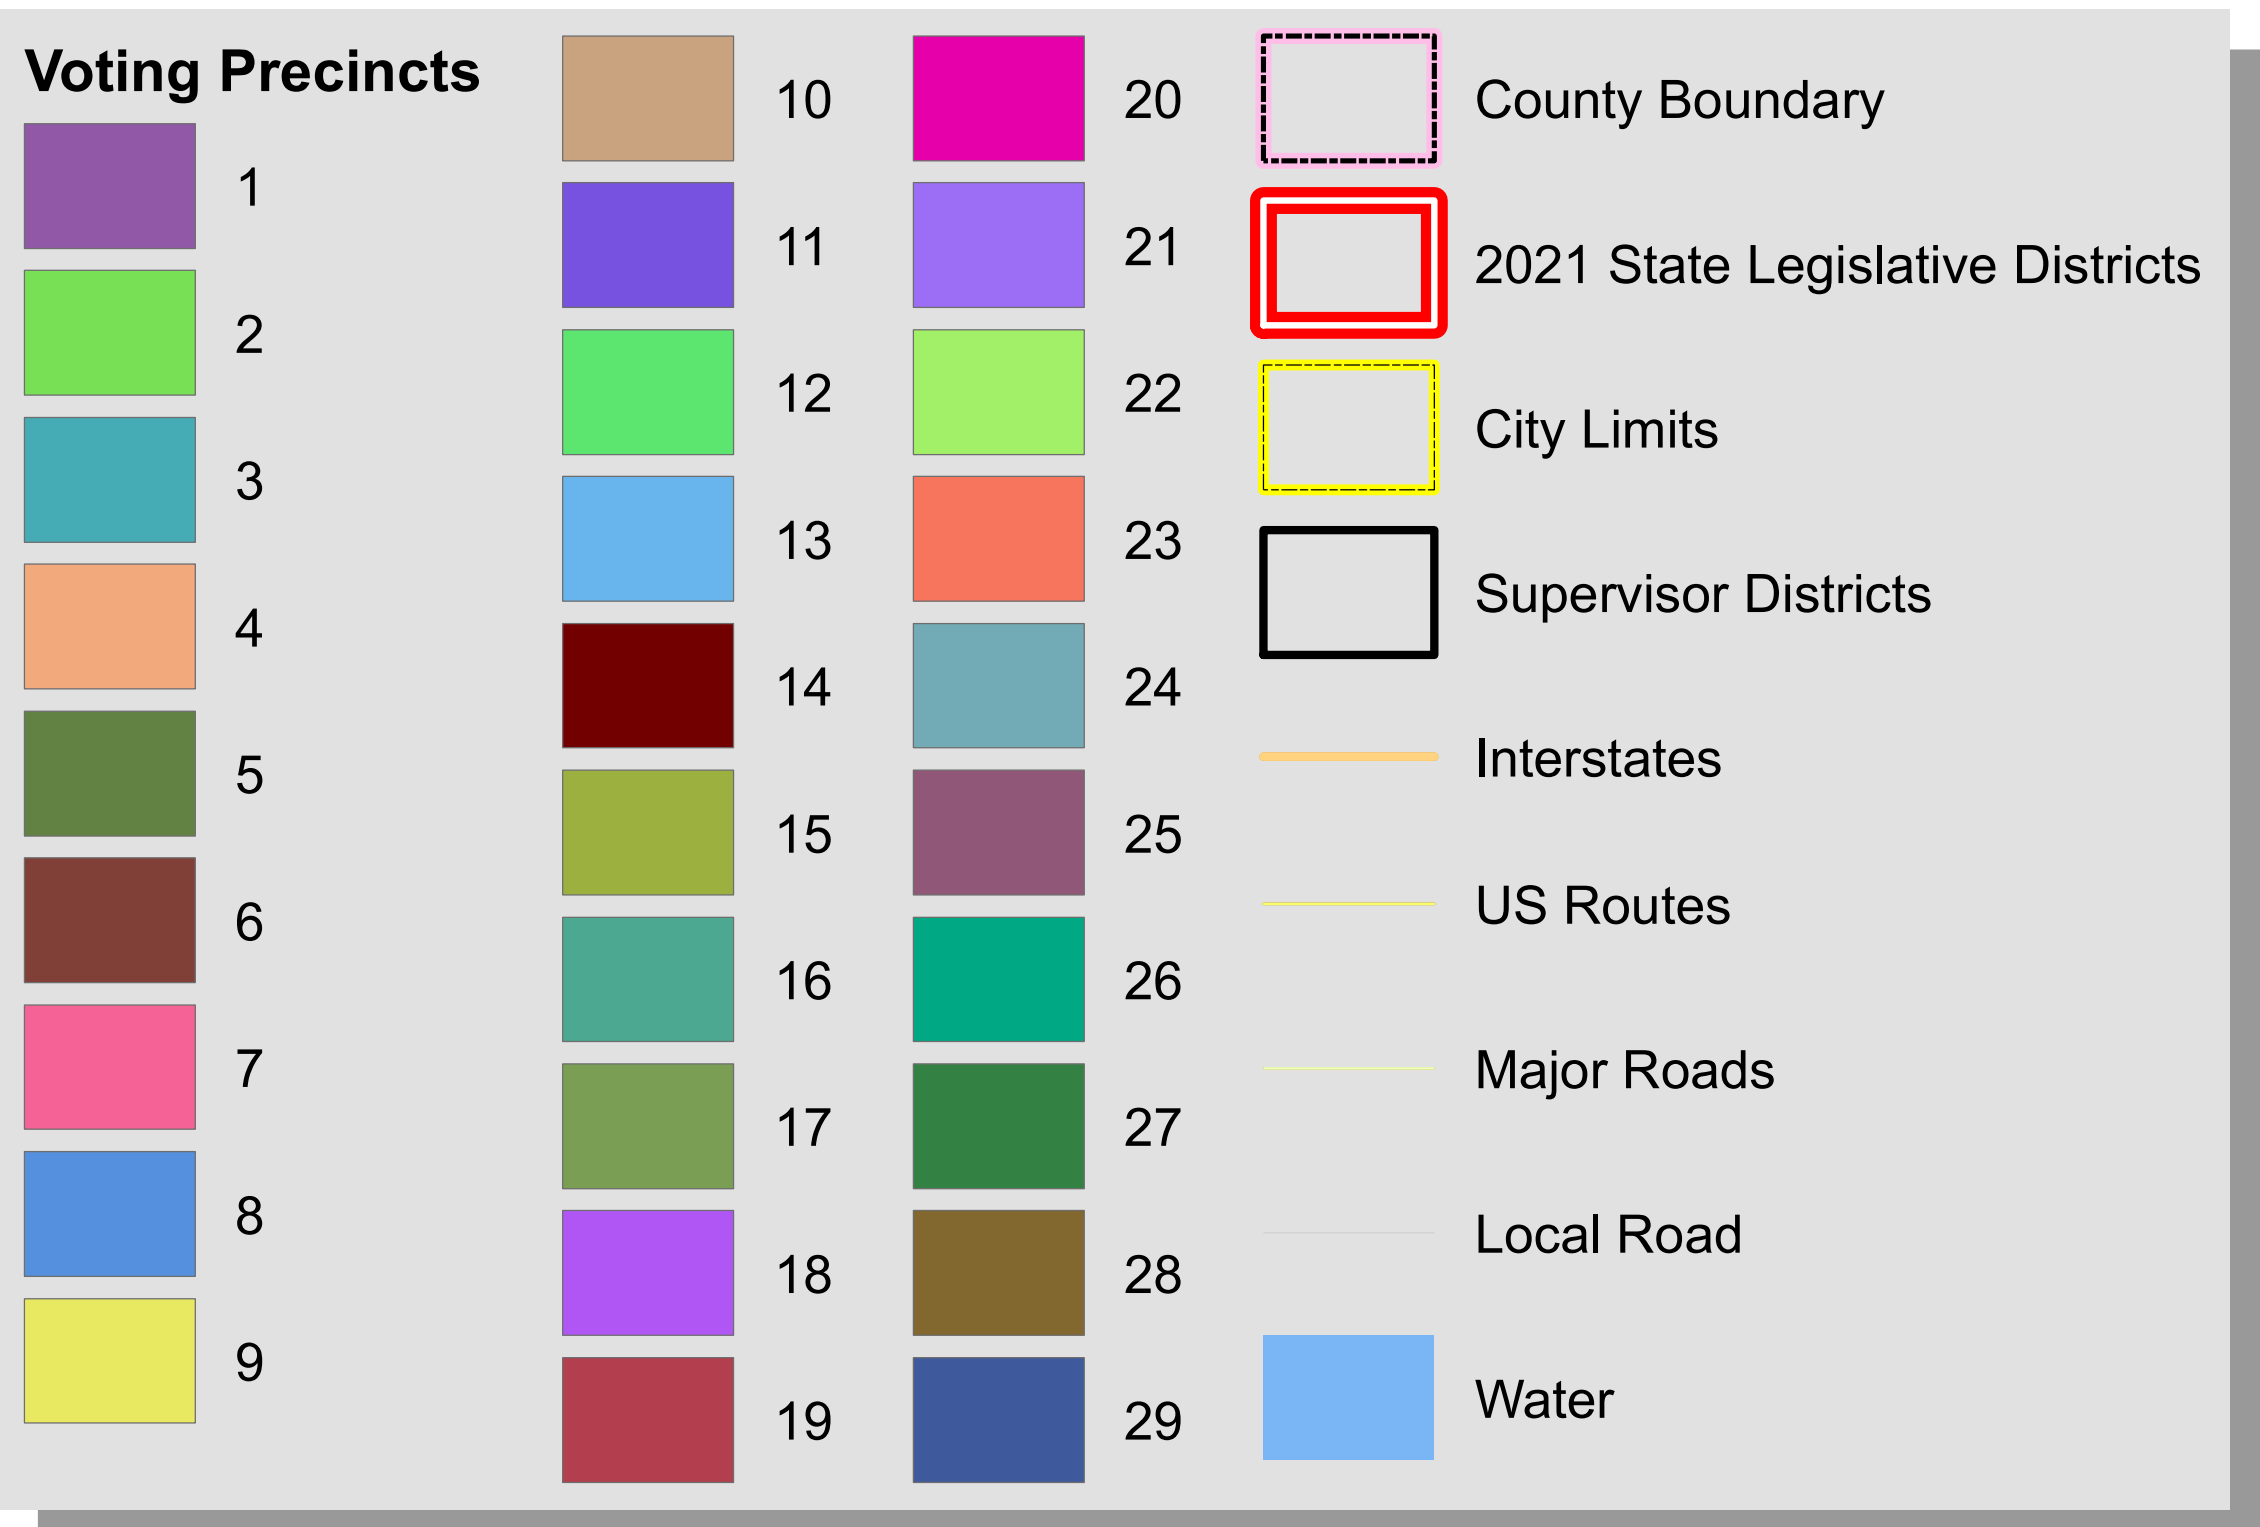 Voting Precincts
1
2
3
4
5
6
7
8
9
10
11
12
13
14
15
16
17
18
19
20
21
22
23
24
25
26
27
28
29
County Boundary
2021 State Legislative Districts
City Limits
Supervisor Districts
Interstates
US Routes
Major Roads
Local Road
Water